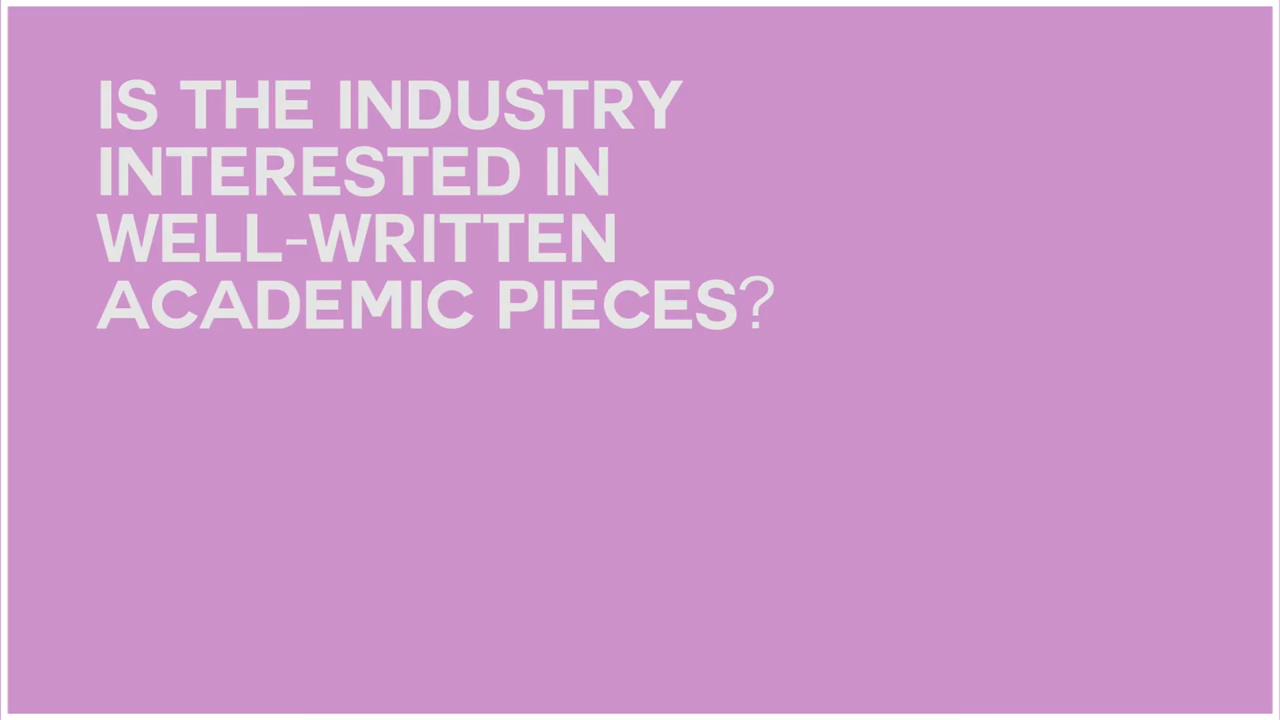 IS THE INDUSTRY
INTERESTED IN
WELL-WRITTEN
ACADEMIC PIECES?